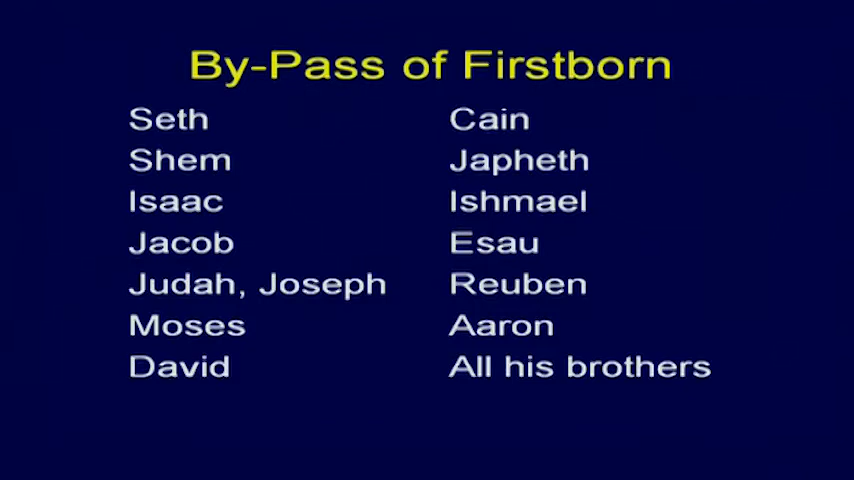 By-Pass of Firstborn
Seth Cain
Shem Japheth
Isaac Ishmael
Jacob Esau
Judah, Joseph Reuben
Moses Aaron
David All his brothers